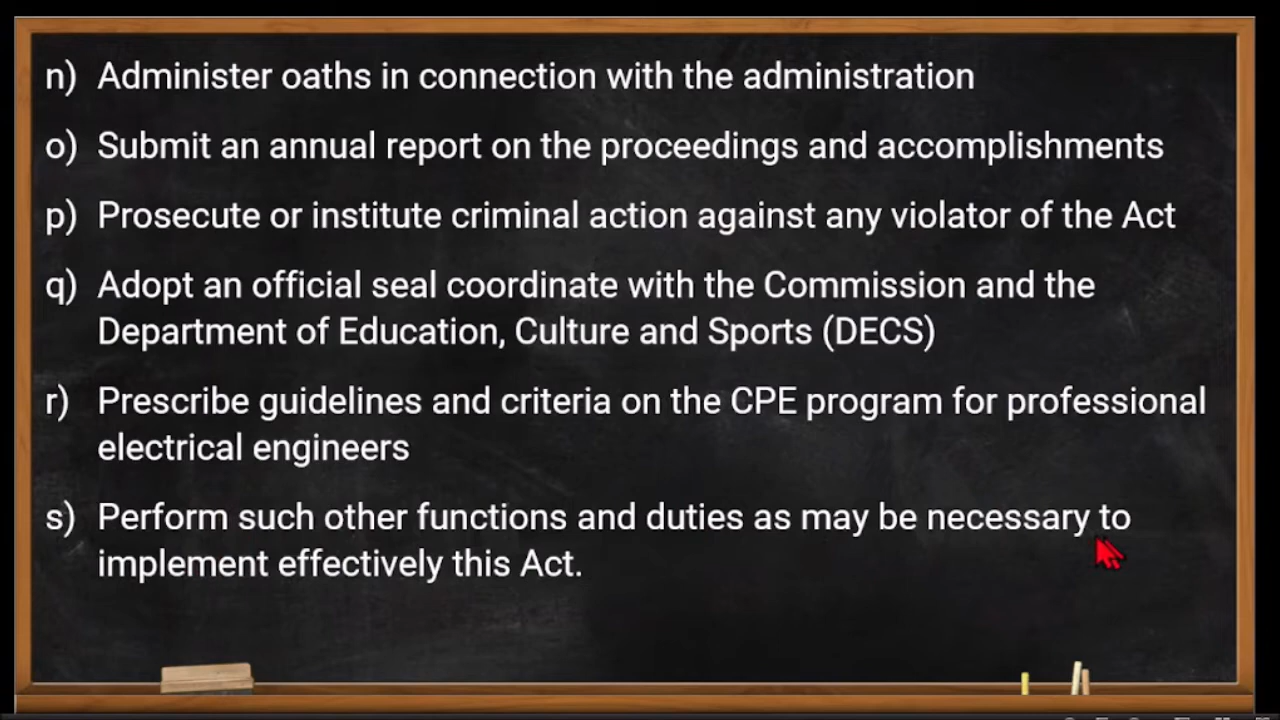 n) Administer oaths in connection with the administration
o) Submit an annual report on the proceedings and accomplishments
p) Prosecute or institute criminal action against any violator of the Act
q) Adopt an official seal coordinate with the Commission and the
Department of Education, Culture and Sports (DECS)
r) Prescribe guidelines and criteria on the CPE program for professional
electrical engineers
s) Perform such other functions and duties as may be necessary to
implement effectively this Act.